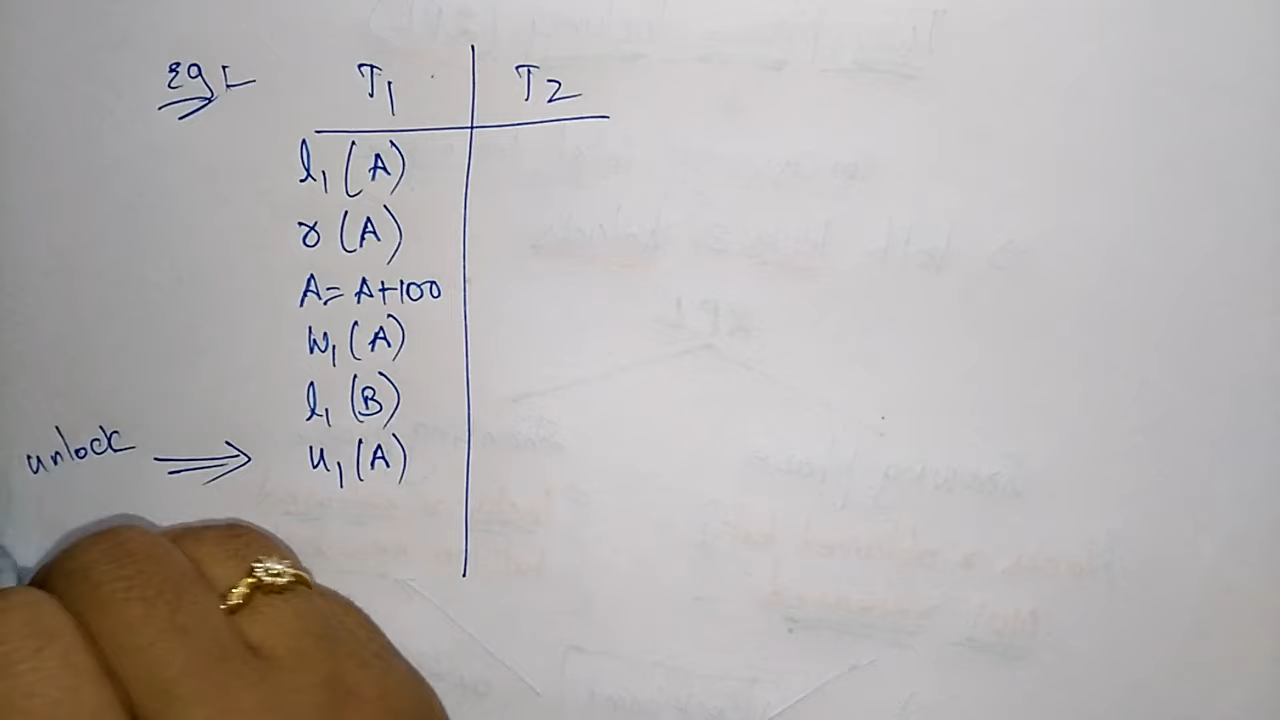 Eg:- T1 T2
l1 (A)
r (A)
A= A+100
W1 (A)
l1 (B)
unlock ⟹ u1 (A)